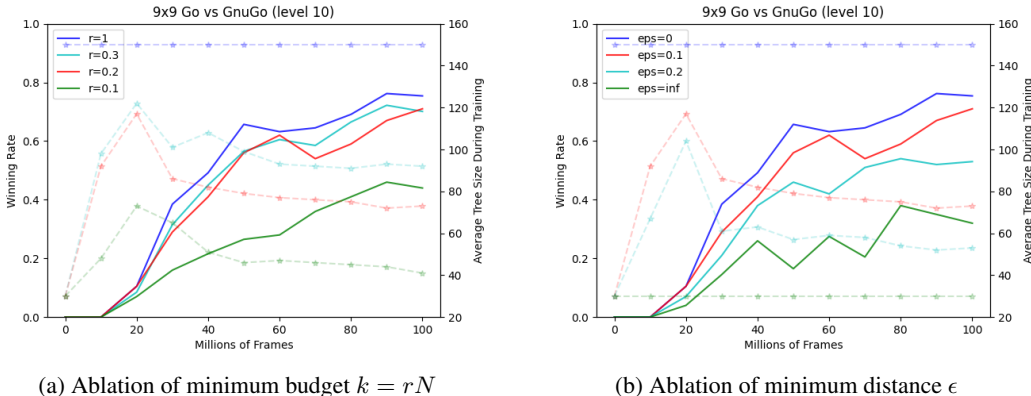 9x9 Go vs GnuGo (level 10)
1.0
0.8
0.6
0.4
0.2
0.0
Winning Rate
r=1
r=0.3
r=0.2
r=0.1
160
140
120
100
80
60
40
20
Average Tree Size During Training
0
20
40
60
80
100
Millions of Frames
(a) Ablation of minimum budget k = rN
9x9 Go vs GnuGo (level 10)
1.0
0.8
0.6
0.4
0.2
0.0
Winning Rate
eps=0
eps=0.1
eps=0.2
eps=inf
160
140
120
100
80
60
40
20
Average Tree Size During Training
0
20
40
60
80
100
Millions of Frames
(b) Ablation of minimum distance ϵ